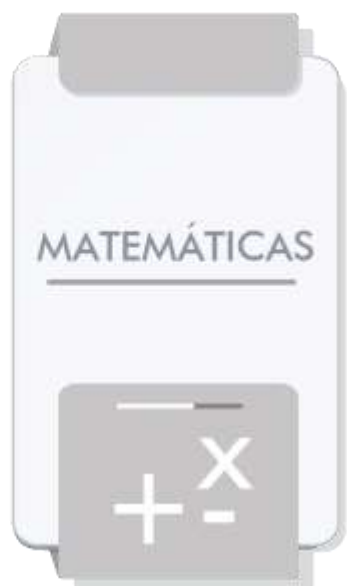 MATEMÁTICAS
+ x
-